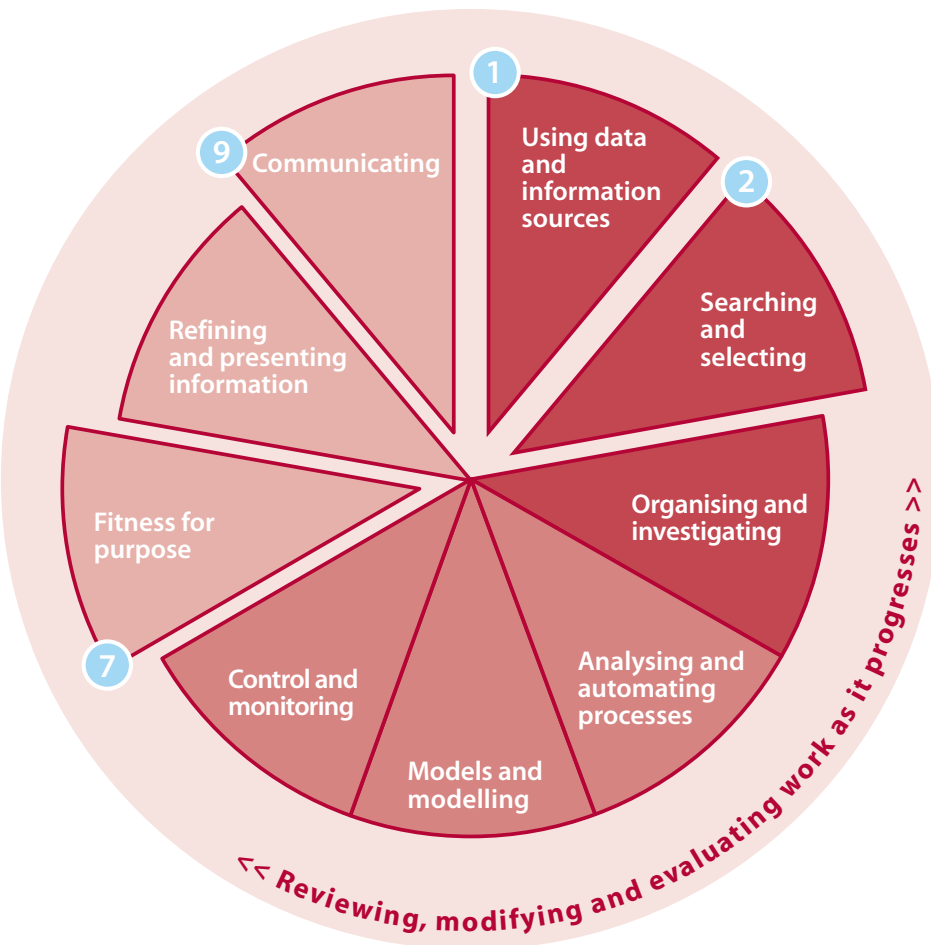 1
Using data
and
information
sources
2
Searching
and
selecting
Organising and
investigating
Analysing and
automating
processes
Models and
modelling
Control and
monitoring
7
Fitness for
purpose
Refining
and presenting
information
9
Communicating
<< Reviewing, modifying and evaluating work as it progresses >>